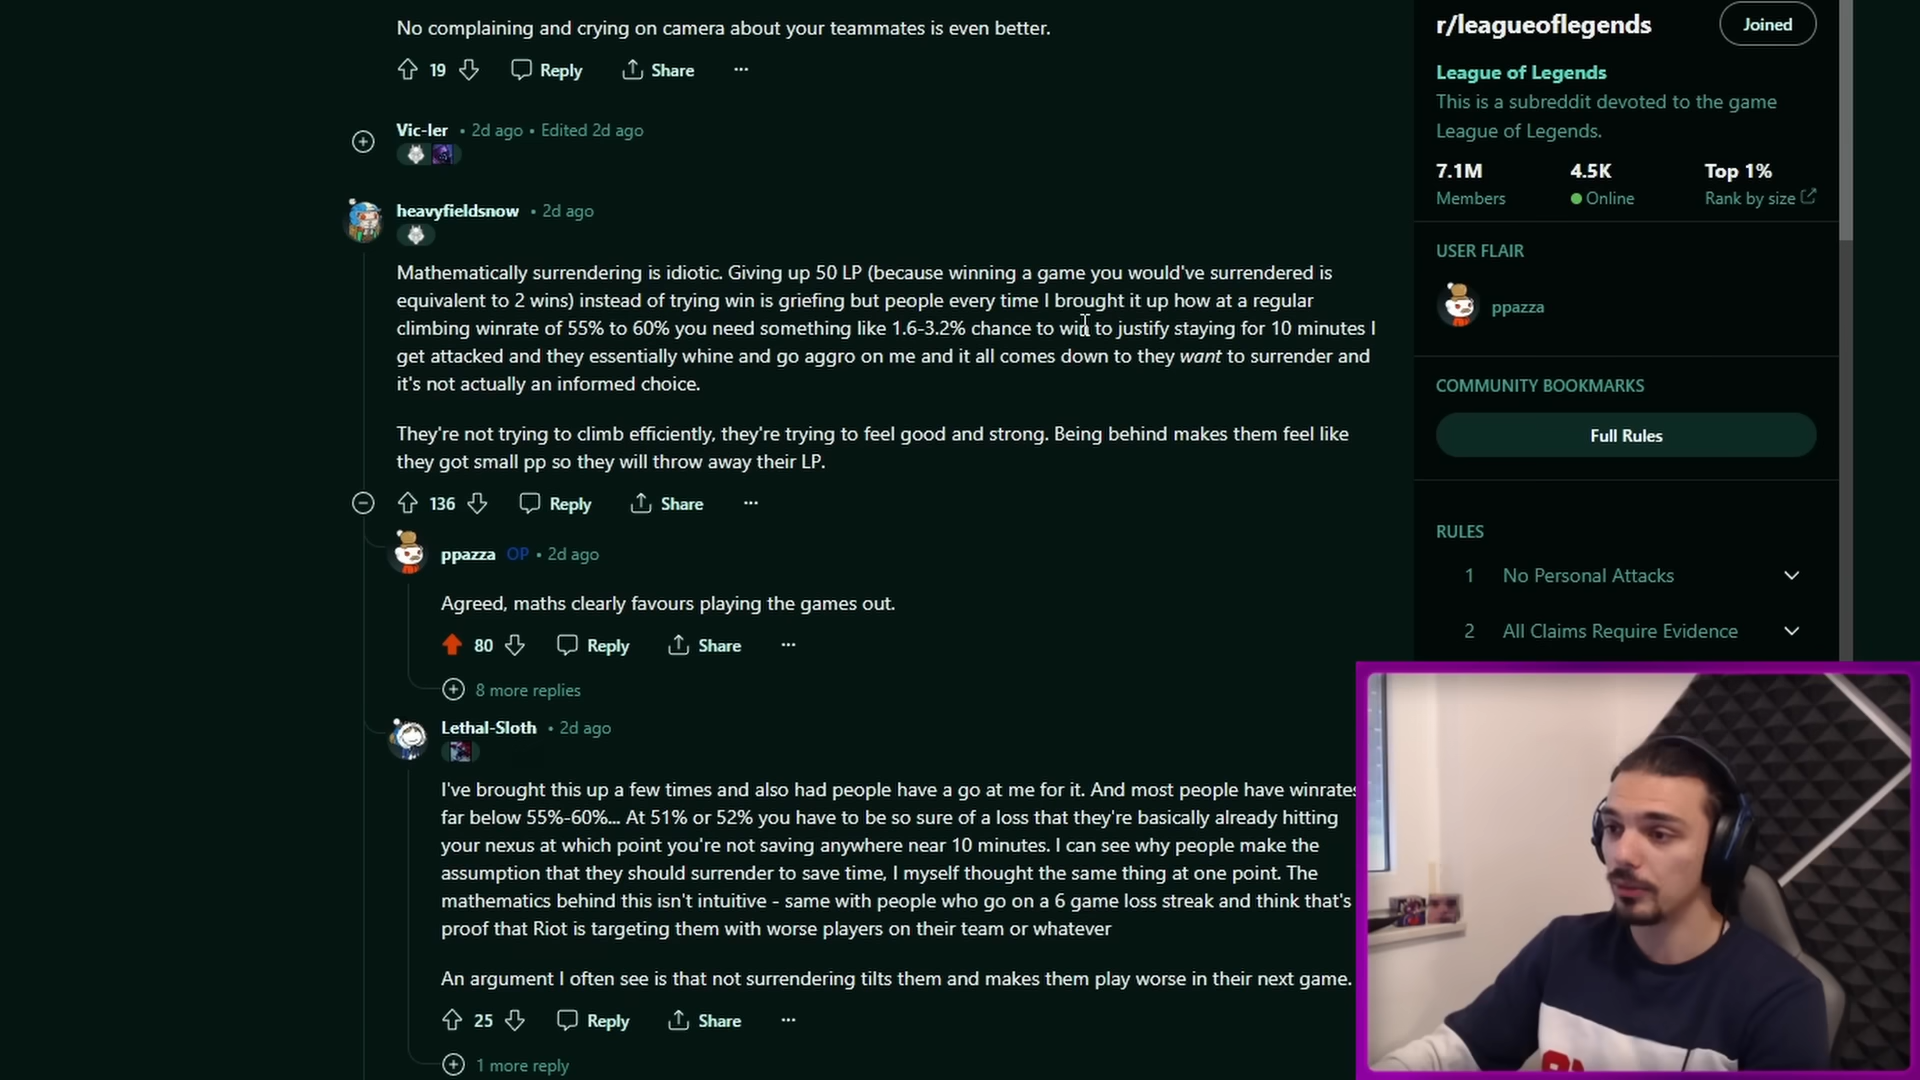 No complaining and crying on camera about your teammates is even better.
19 Reply Share ···
Vic-ler • 2d ago • Edited 2d ago
heavyfieldsnow • 2d ago
Mathematically surrendering is idiotic. Giving up 50 LP (because winning a game you would've surrendered is
equivalent to 2 wins) instead of trying win is griefing but people every time I brought it up how at a regular
climbing winrate of 55% to 60% you need something like 1.6-3.2% chance to win to justify staying for 10 minutes I
get attacked and they essentially whine and go aggro on me and it all comes down to they want to surrender and
it's not actually an informed choice.
They're not trying to climb efficiently, they're trying to feel good and strong. Being behind makes them feel like
they got small pp so they will throw away their LP.
136 Reply Share ···
ppazza OP • 2d ago
Agreed, maths clearly favours playing the games out.
80 Reply Share ···
8 more replies
Lethal-Sloth • 2d ago
I've brought this up a few times and also had people have a go at me for it. And most people have winrates
far below 55%-60%... At 51% or 52% you have to be so sure of a loss that they're basically already hitting
your nexus at which point you're not saving anywhere near 10 minutes. I can see why people make the
assumption that they should surrender to save time, I myself thought the same thing at one point. The
mathematics behind this isn't intuitive - same with people who go on a 6 game loss streak and think that's
proof that Riot is targeting them with worse players on their team or whatever
An argument I often see is that not surrendering tilts them and makes them play worse in their next game.
25 Reply Share ···
1 more reply
r/leagueoflegends Joined
League of Legends
This is a subreddit devoted to the game
League of Legends.
7.1M 4.5K Top 1%
Members Online Rank by size
USER FLAIR
ppazza
COMMUNITY BOOKMARKS
Full Rules
RULES
1 No Personal Attacks
2 All Claims Require Evidence